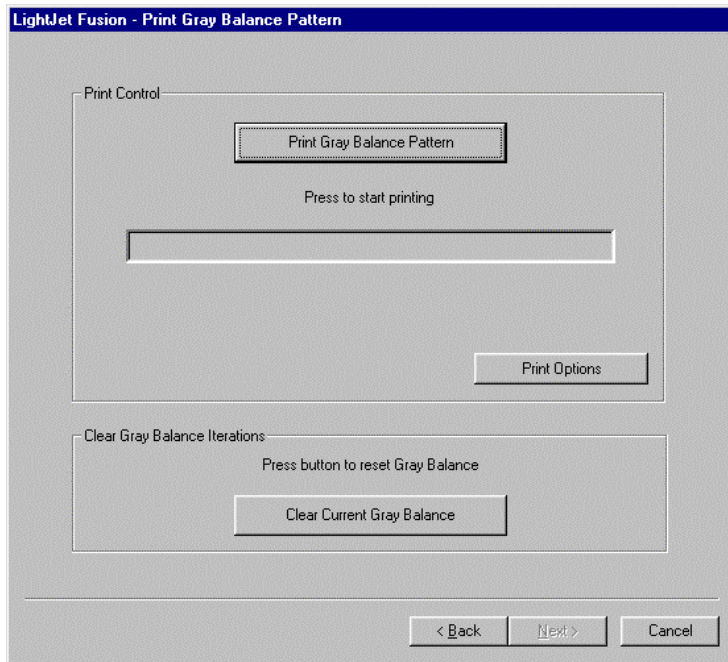 LightJet Fusion - Print Gray Balance Pattern
Print Control
Print Gray Balance Pattern
Press to start printing
Print Options
Clear Gray Balance Iterations
Press button to reset Gray Balance
Clear Current Gray Balance
< Back Next > Cancel